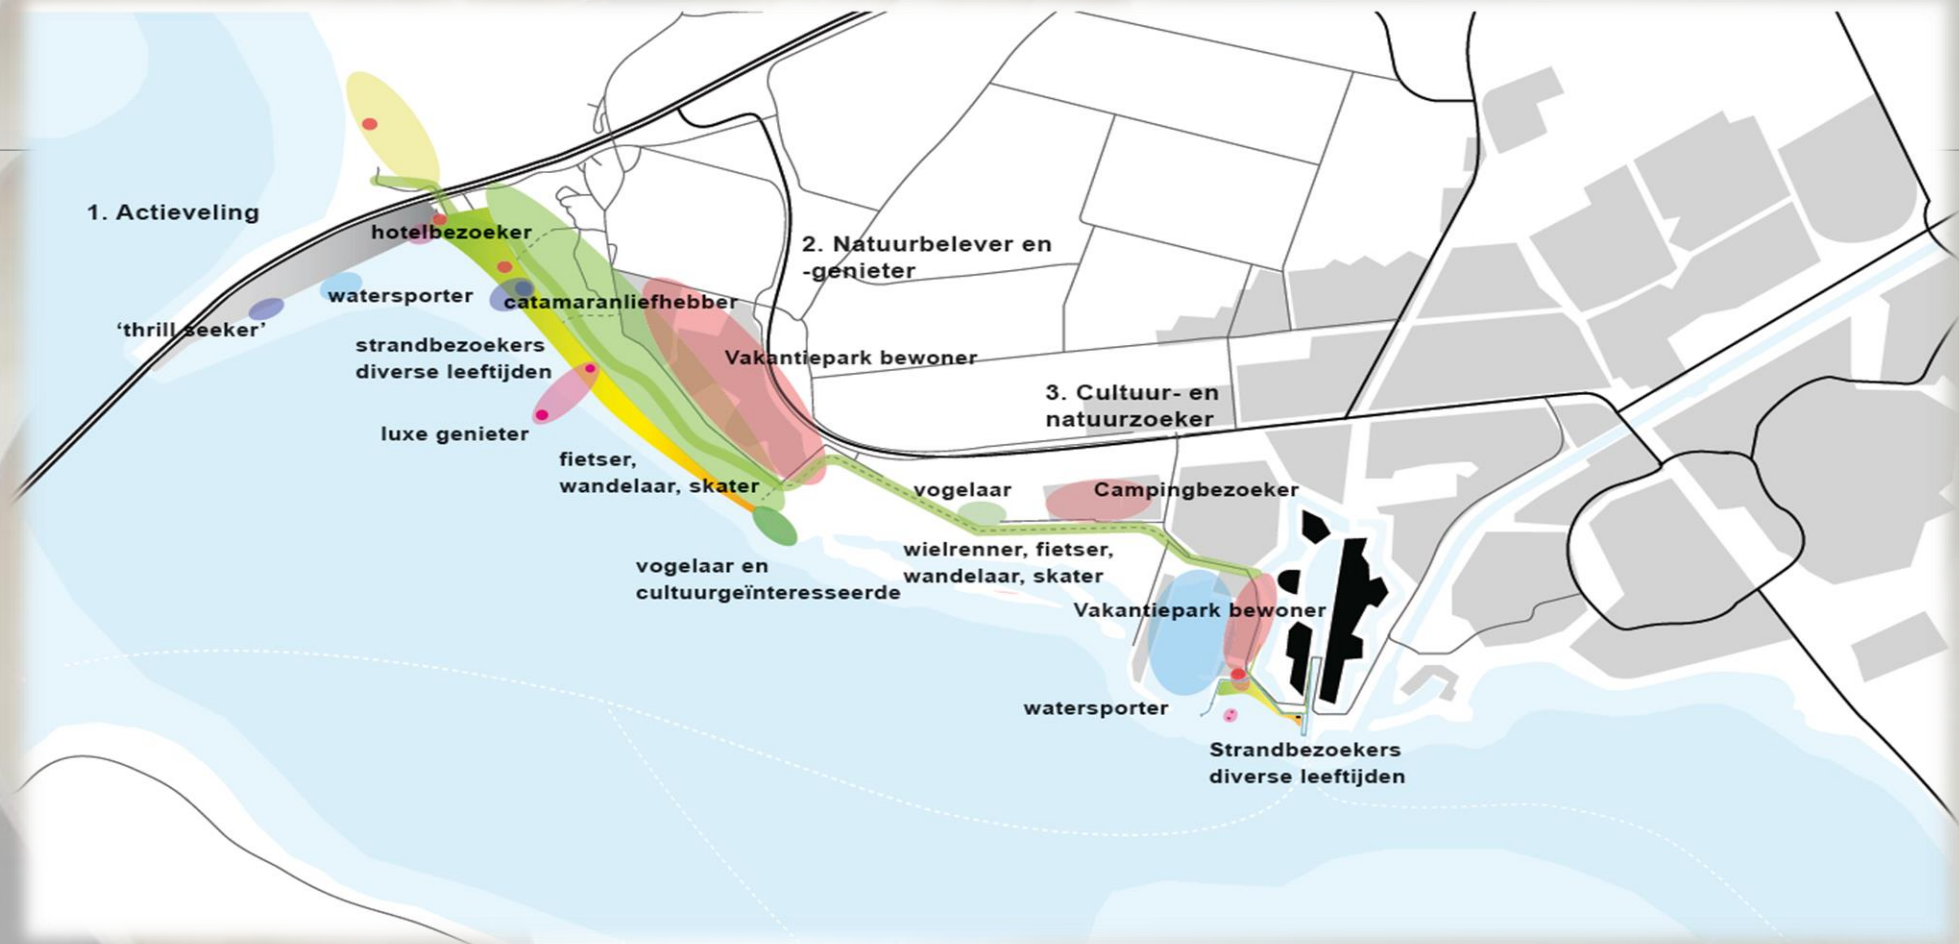 1. Actieveling
hotelbezoeker
2. Natuurbelever en
-genieter
watersporter
catamaranliefhebber
'thrill seeker'
strandbezoekers
diverse leeftijden
Vakantiepark bewoner
3. Cultuur- en
natuurzoeker
luxe genieter
fietser,
wandelaar, skater
vogelaar
Campingbezoeker
wielrenner, fietser,
wandelaar, skater
vogelaar en
cultuurgeïnteresseerde
Vakantiepark bewoner
watersporter
Strandbezoekers
diverse leeftijden